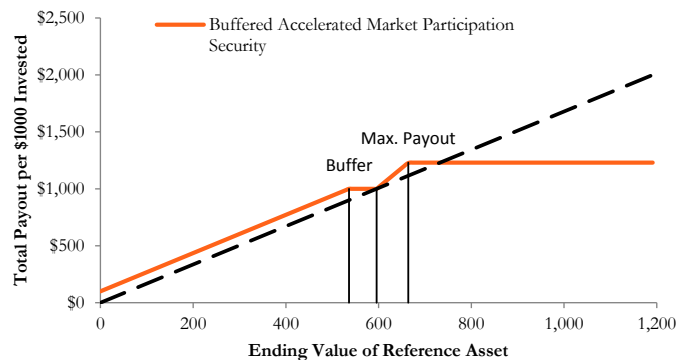 $2,500
Buffered Accelerated Market Participation
Security
$2,000
$1,500
Max. Payout
Buffer
$1,000
$500
$0
Total Payout per $1000 Invested
0 200 400 600 800 1,000 1,200
Ending Value of Reference Asset